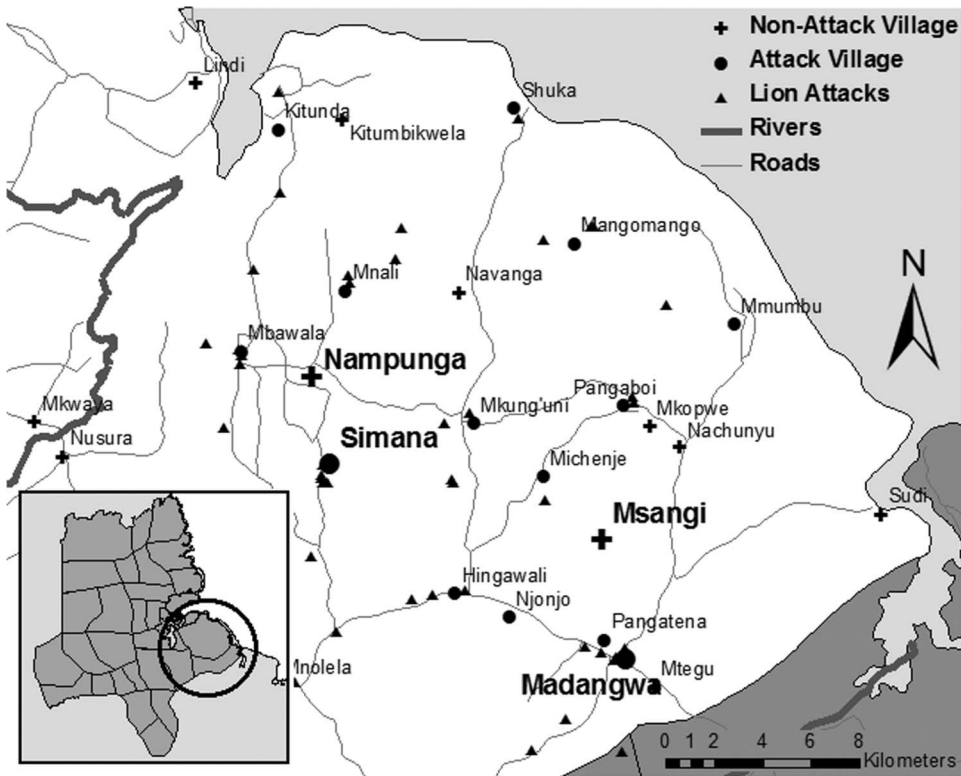 Non-Attack Village
Attack Village
Lion Attacks
Rivers
Roads
Lindi
Kitunda
Kitumbikwela
Shuka
Mangomango
Mnali
Navanga
Mmumbu
N
Mbawala
Nampunga
Pangaboi
Mkopwe
Mkung'uni
Nachunyu
Mkwaya
Nusura
Simana
Michenje
Msangi
Sudi
Hingawali
Njonjo
Pangatena
Mnolela
Madangwa
Mtegu
0 1 2 4 6 8
Kilometers